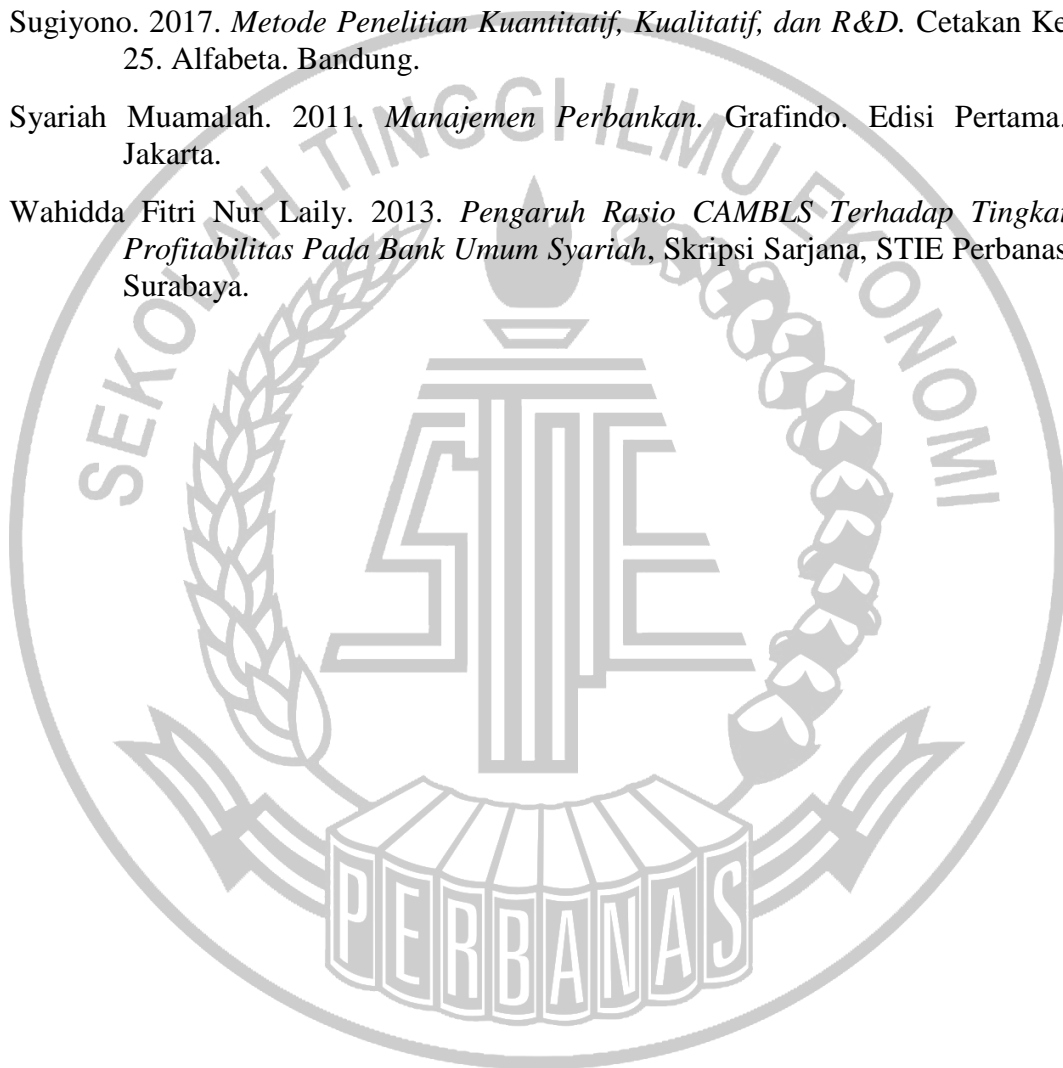 Sugiyono. 2017. Metode Penelitian Kuantitatif, Kualitatif, dan R&D. Cetakan Ke
25. Alfabeta. Bandung.
Syariah Muamalah. 2011. Manajemen Perbankan. Grafindo. Edisi Pertama.
Jakarta.
Wahidda Fitri Nur Laily. 2013. Pengaruh Rasio CAMBLS Terhadap Tingkat
Profitabilitas Pada Bank Umum Syariah, Skripsi Sarjana, STIE Perbanas
Surabaya.
SEKOLAH TINGGI ILMU EKONOMI
STIE
PERBANAS